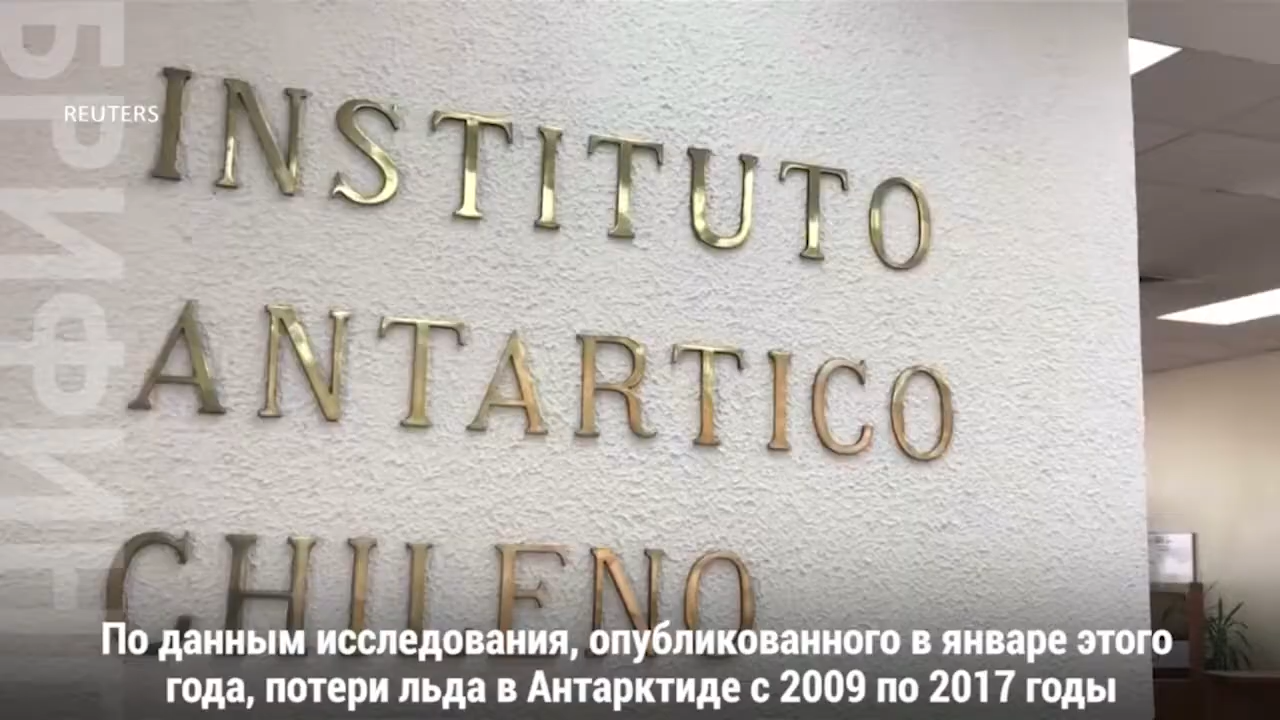 REUTERS
INSTITUTO
ANTARTICO
CHILENO
По данным исследования, опубликованного в январе этого
года, потери льда в Антарктиде с 2009 по 2017 годы